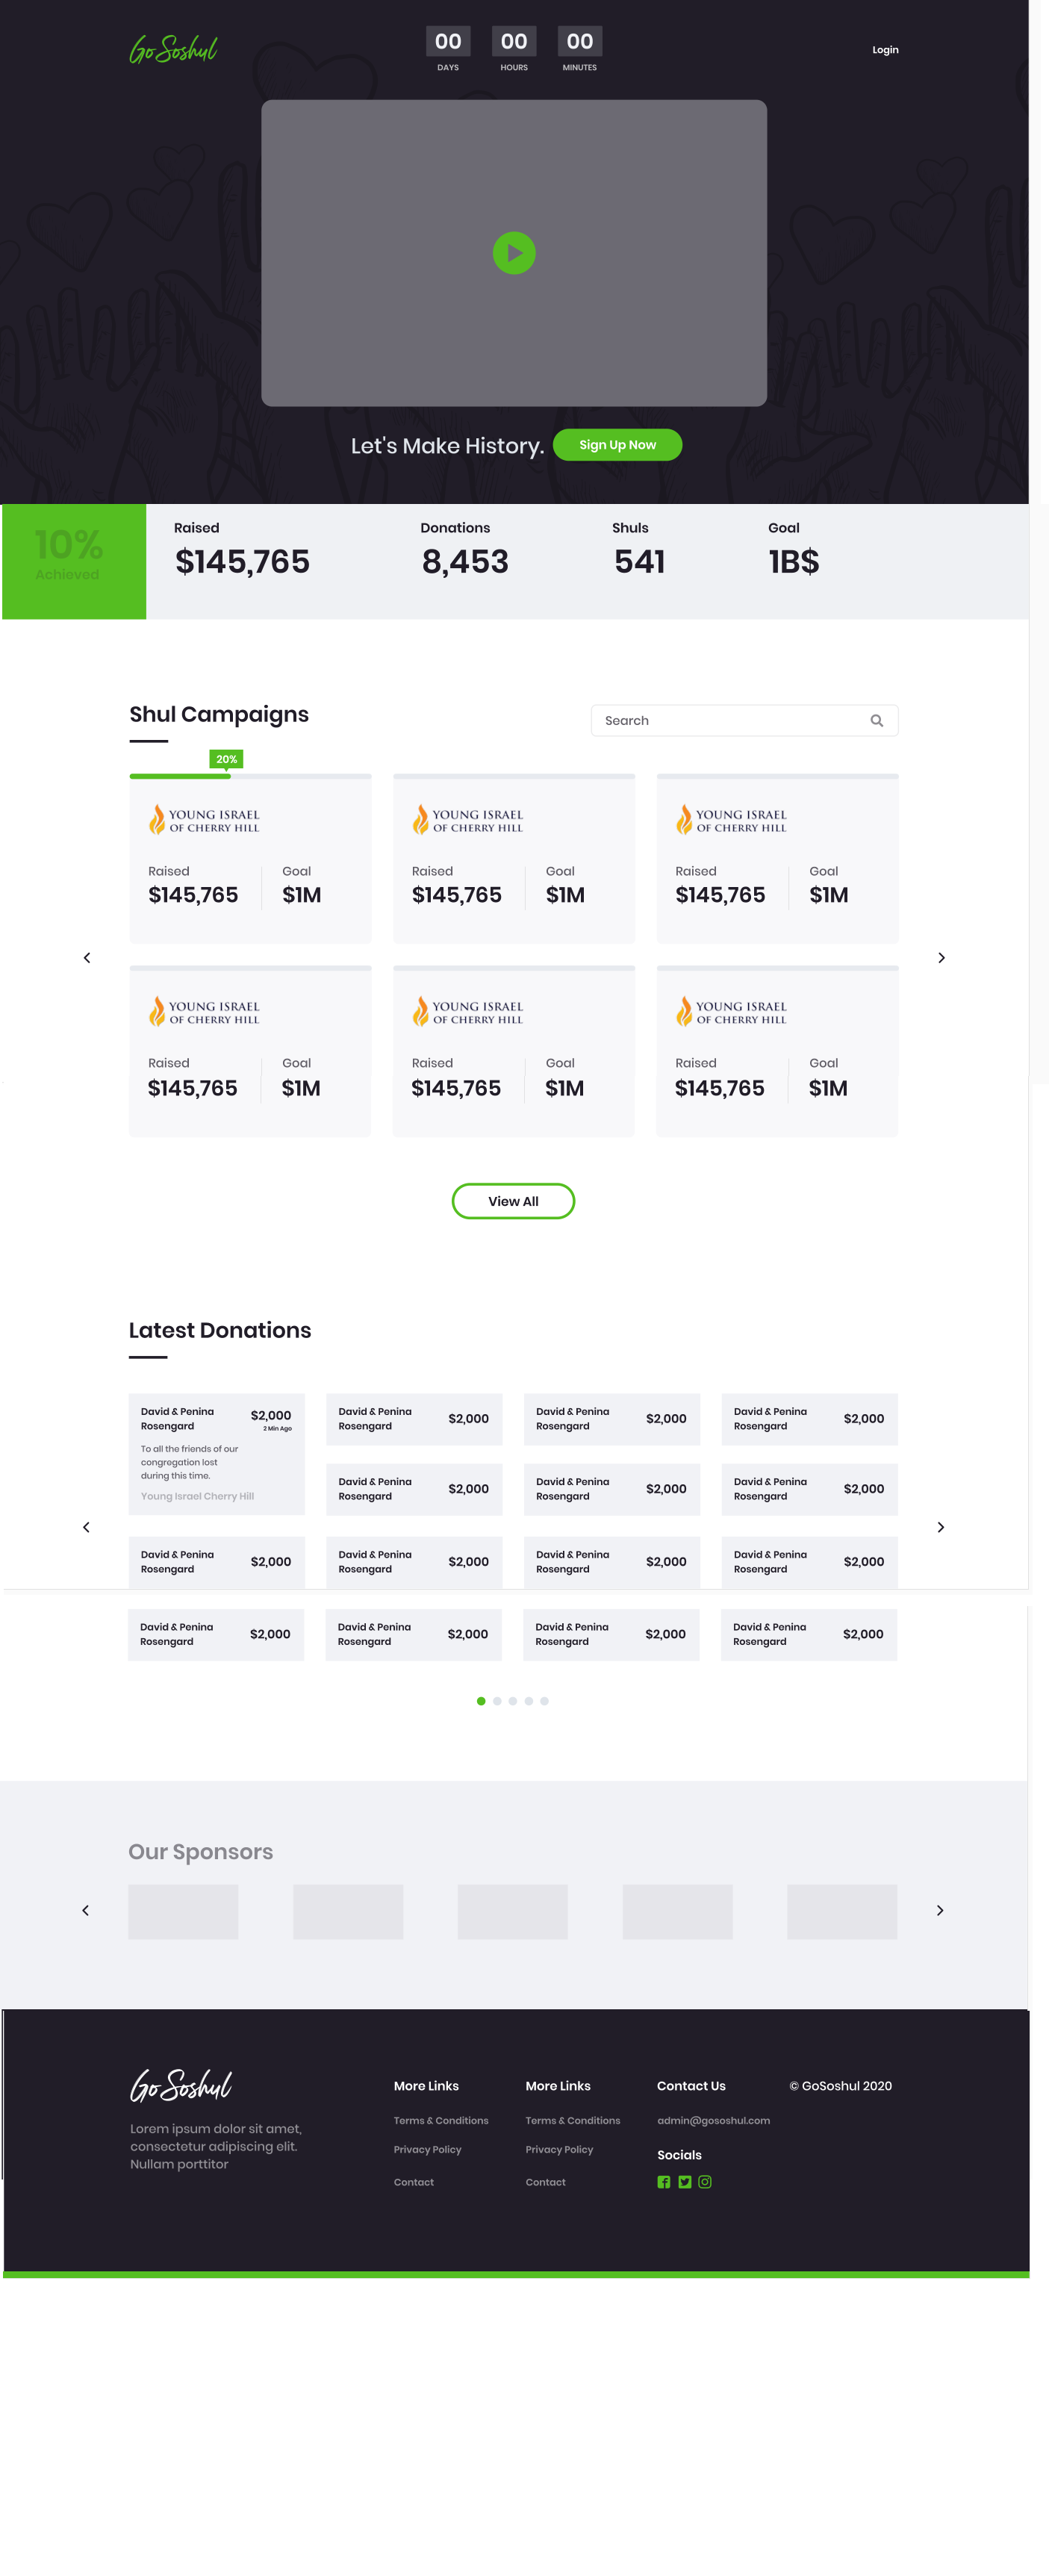 Go Soshul
00 00 00
DAYS HOURS MINUTES
Login
Let's Make History. Sign Up Now
10%
Achieved
Raised
$145,765
Donations
8,453
Shuls
541
Goal
1B$
Shul Campaigns
Search
20%
YOUNG ISRAEL
OF CHERRY HILL
Raised Goal
$145,765 $1M
YOUNG ISRAEL
OF CHERRY HILL
Raised Goal
$145,765 $1M
YOUNG ISRAEL
OF CHERRY HILL
Raised Goal
$145,765 $1M
YOUNG ISRAEL
OF CHERRY HILL
Raised Goal
$145,765 $1M
YOUNG ISRAEL
OF CHERRY HILL
Raised Goal
$145,765 $1M
YOUNG ISRAEL
OF CHERRY HILL
Raised Goal
$145,765 $1M
View All
Latest Donations
David & Penina
Rosengard
$2,000
2 Min Ago
To all the friends of our
congregation lost
during this time.
Young Israel Cherry Hill
David & Penina
Rosengard
$2,000
David & Penina
Rosengard
$2,000
David & Penina
Rosengard
$2,000
David & Penina
Rosengard
$2,000
David & Penina
Rosengard
$2,000
David & Penina
Rosengard
$2,000
David & Penina
Rosengard
$2,000
David & Penina
Rosengard
$2,000
David & Penina
Rosengard
$2,000
David & Penina
Rosengard
$2,000
David & Penina
Rosengard
$2,000
David & Penina
Rosengard
$2,000
David & Penina
Rosengard
$2,000
David & Penina
Rosengard
$2,000
Our Sponsors
Go Soshul
Lorem ipsum dolor sit amet,
consectetur adipiscing elit.
Nullam porttitor
More Links
Terms & Conditions
Privacy Policy
Contact
More Links
Terms & Conditions
Privacy Policy
Contact
Contact Us
admin@gososhul.com
Socials
© GoSoshul 2020